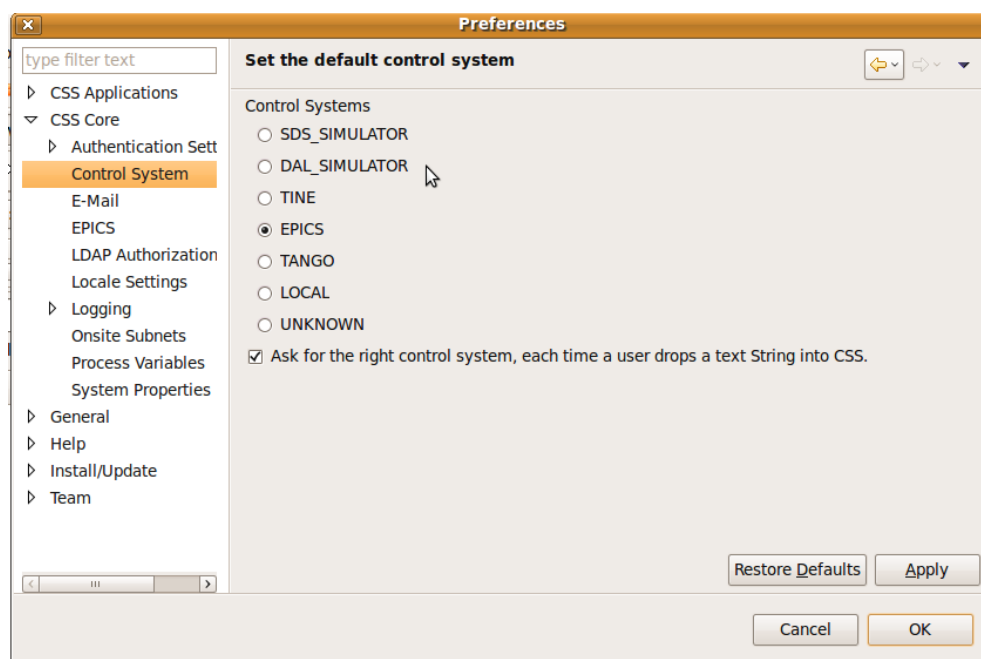 Preferences
type filter text
CSS Applications
CSS Core
Authentication Sett
Control System
E-Mail
EPICS
LDAP Authorization
Locale Settings
Logging
Onsite Subnets
Process Variables
System Properties
General
Help
Install/Update
Team
Set the default control system
Control Systems
SDS_SIMULATOR
DAL_SIMULATOR
TINE
EPICS
TANGO
LOCAL
UNKNOWN
Ask for the right control system, each time a user drops a text String into CSS.
Restore Defaults Apply
Cancel OK